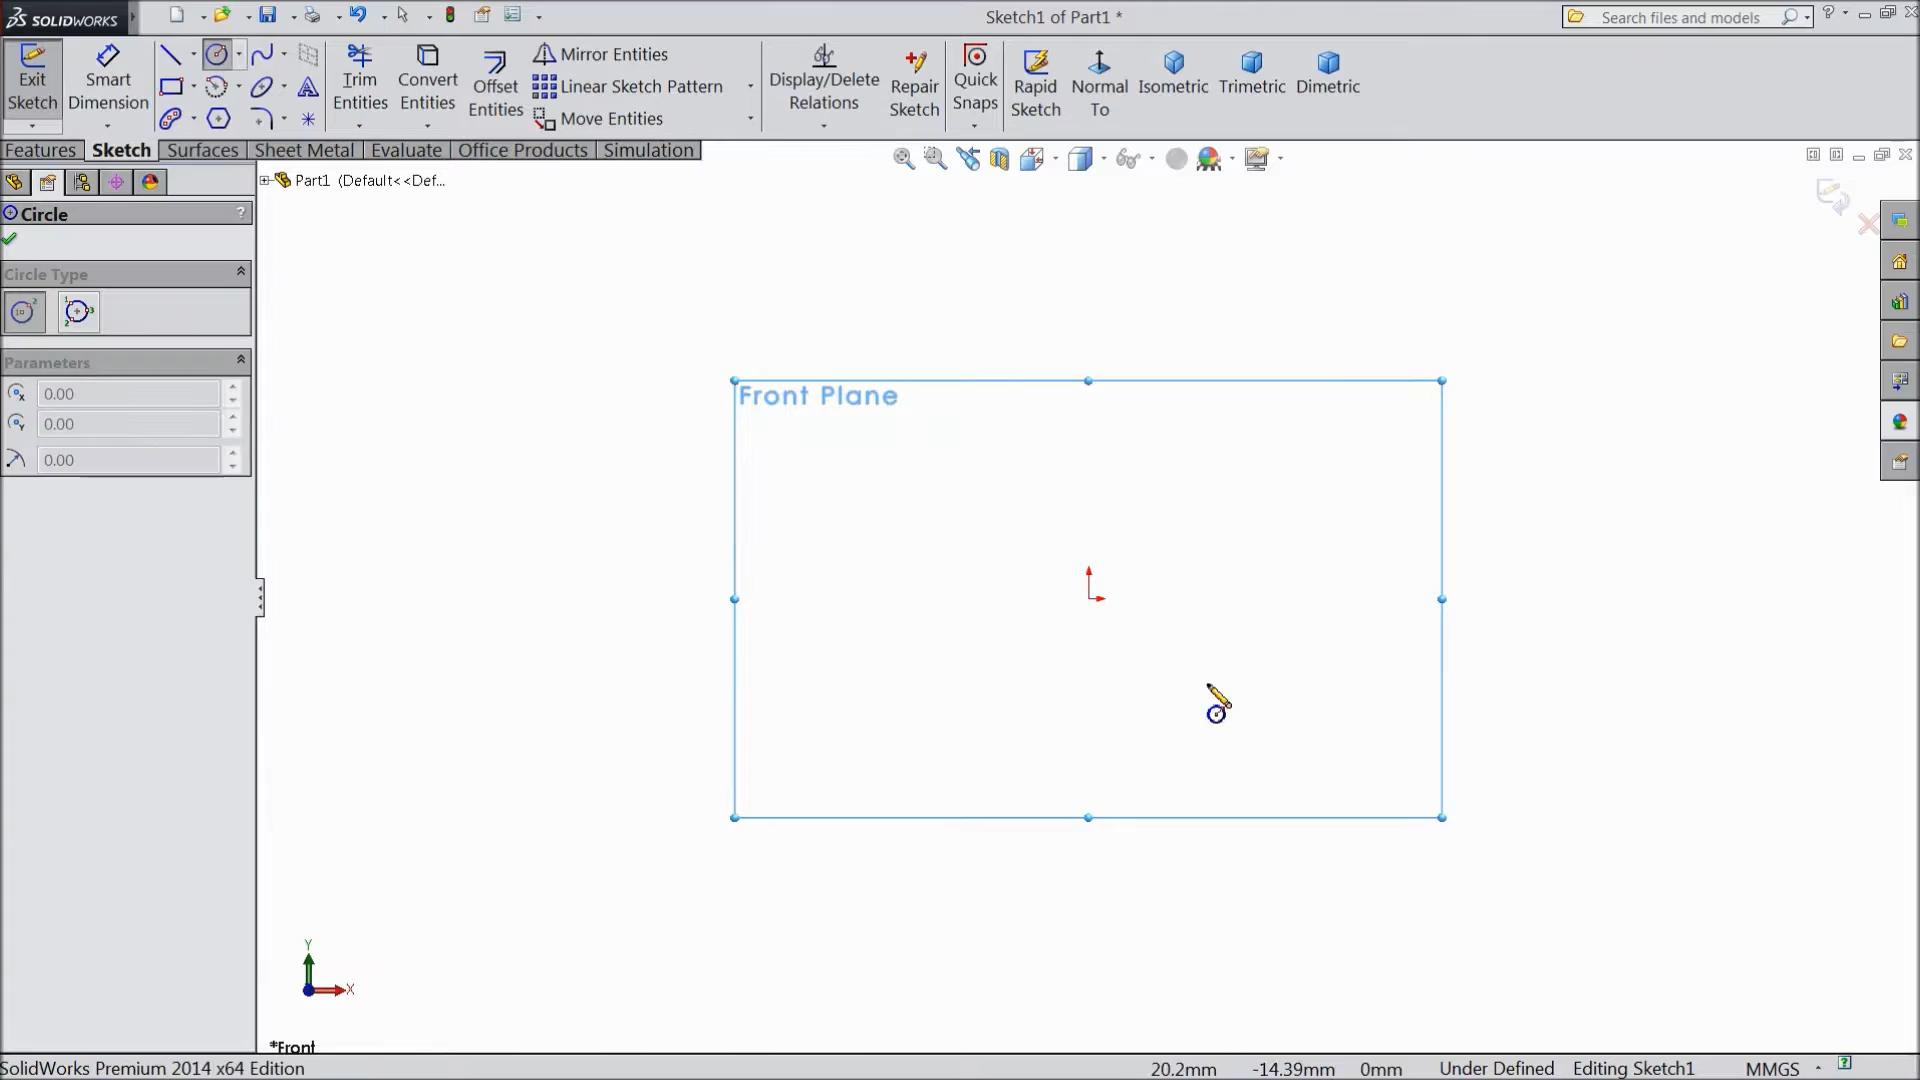 SOLIDWORKS
Sketch1 of Part1 *
Search files and models
Exit Sketch
Smart Dimension
Trim Entities
Convert Entities
Offset Entities
Mirror Entities
Linear Sketch Pattern
Move Entities
Display/Delete Relations
Repair Sketch
Quick Snaps
Rapid Sketch
Normal To
Isometric
Trimetric
Dimetric
Features
Sketch
Surfaces
Sheet Metal
Evaluate
Office Products
Simulation
Part1 (Default<<Def...
Circle
?
Circle Type
Parameters
0.00
0.00
0.00
Front Plane
Y
X
*Front
SolidWorks Premium 2014 x64 Edition
20.2mm
-14.39mm
0mm
Under Defined
Editing Sketch1
MMGS